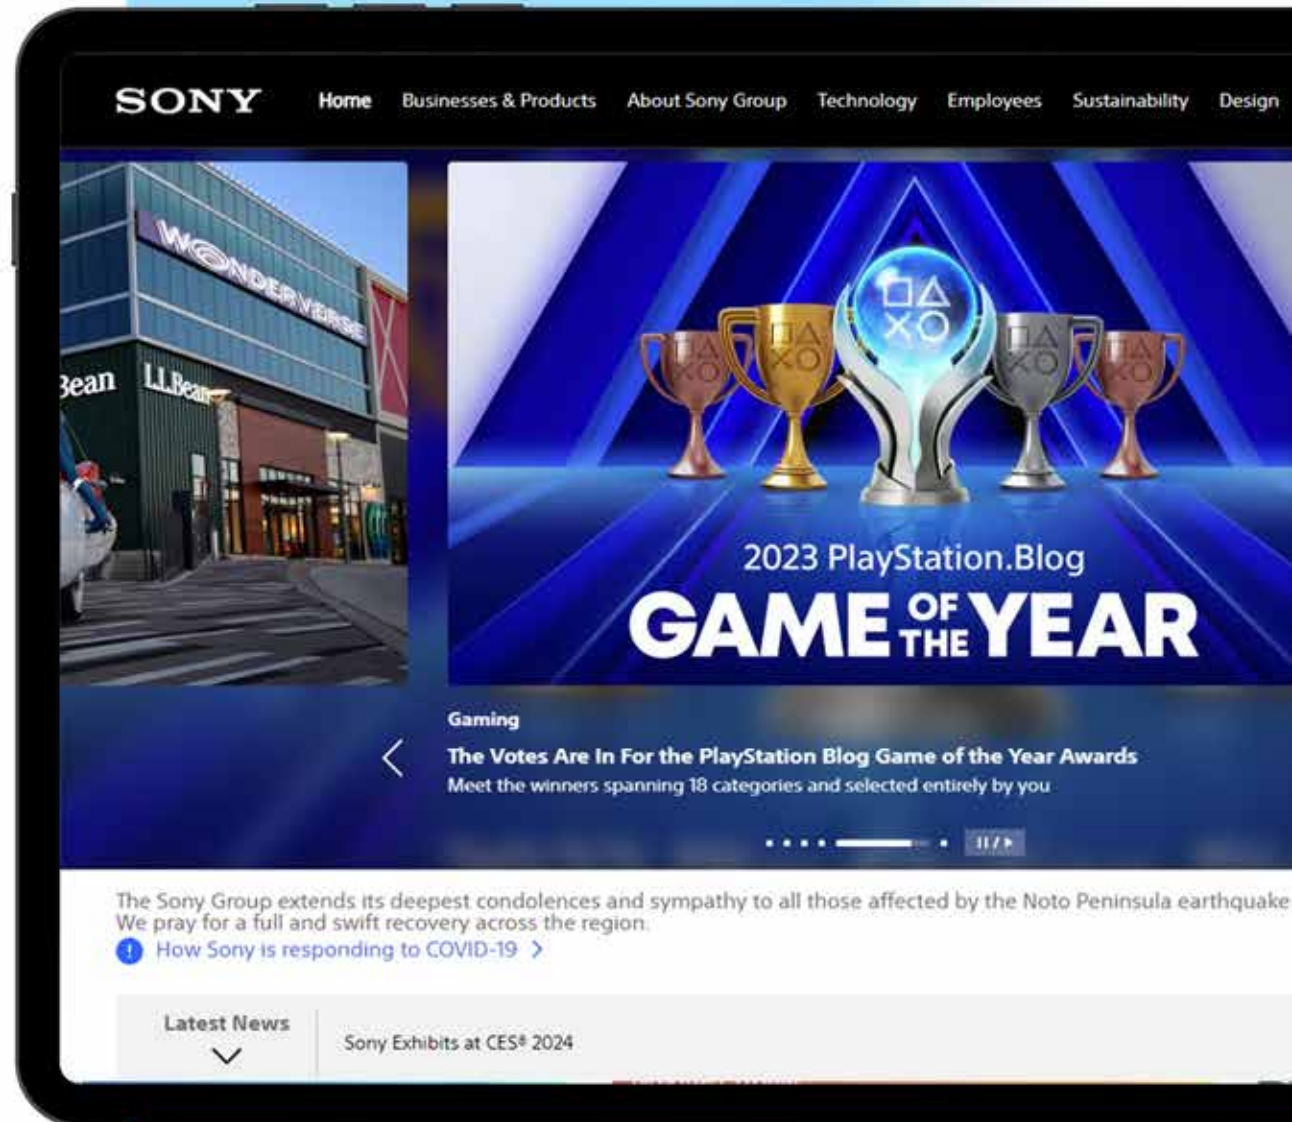 SONY
Home Businesses & Products About Sony Group Technology Employees Sustainability Design
WONDERVERSE
Bean L.L.Bean
2023 PlayStation.Blog
GAME OF THE YEAR
Gaming
The Votes Are In For the PlayStation Blog Game of the Year Awards
Meet the winners spanning 18 categories and selected entirely by you
The Sony Group extends its deepest condolences and sympathy to all those affected by the Noto Peninsula earthquake
We pray for a full and swift recovery across the region.
How Sony is responding to COVID-19 >
Latest News
Sony Exhibits at CES® 2024